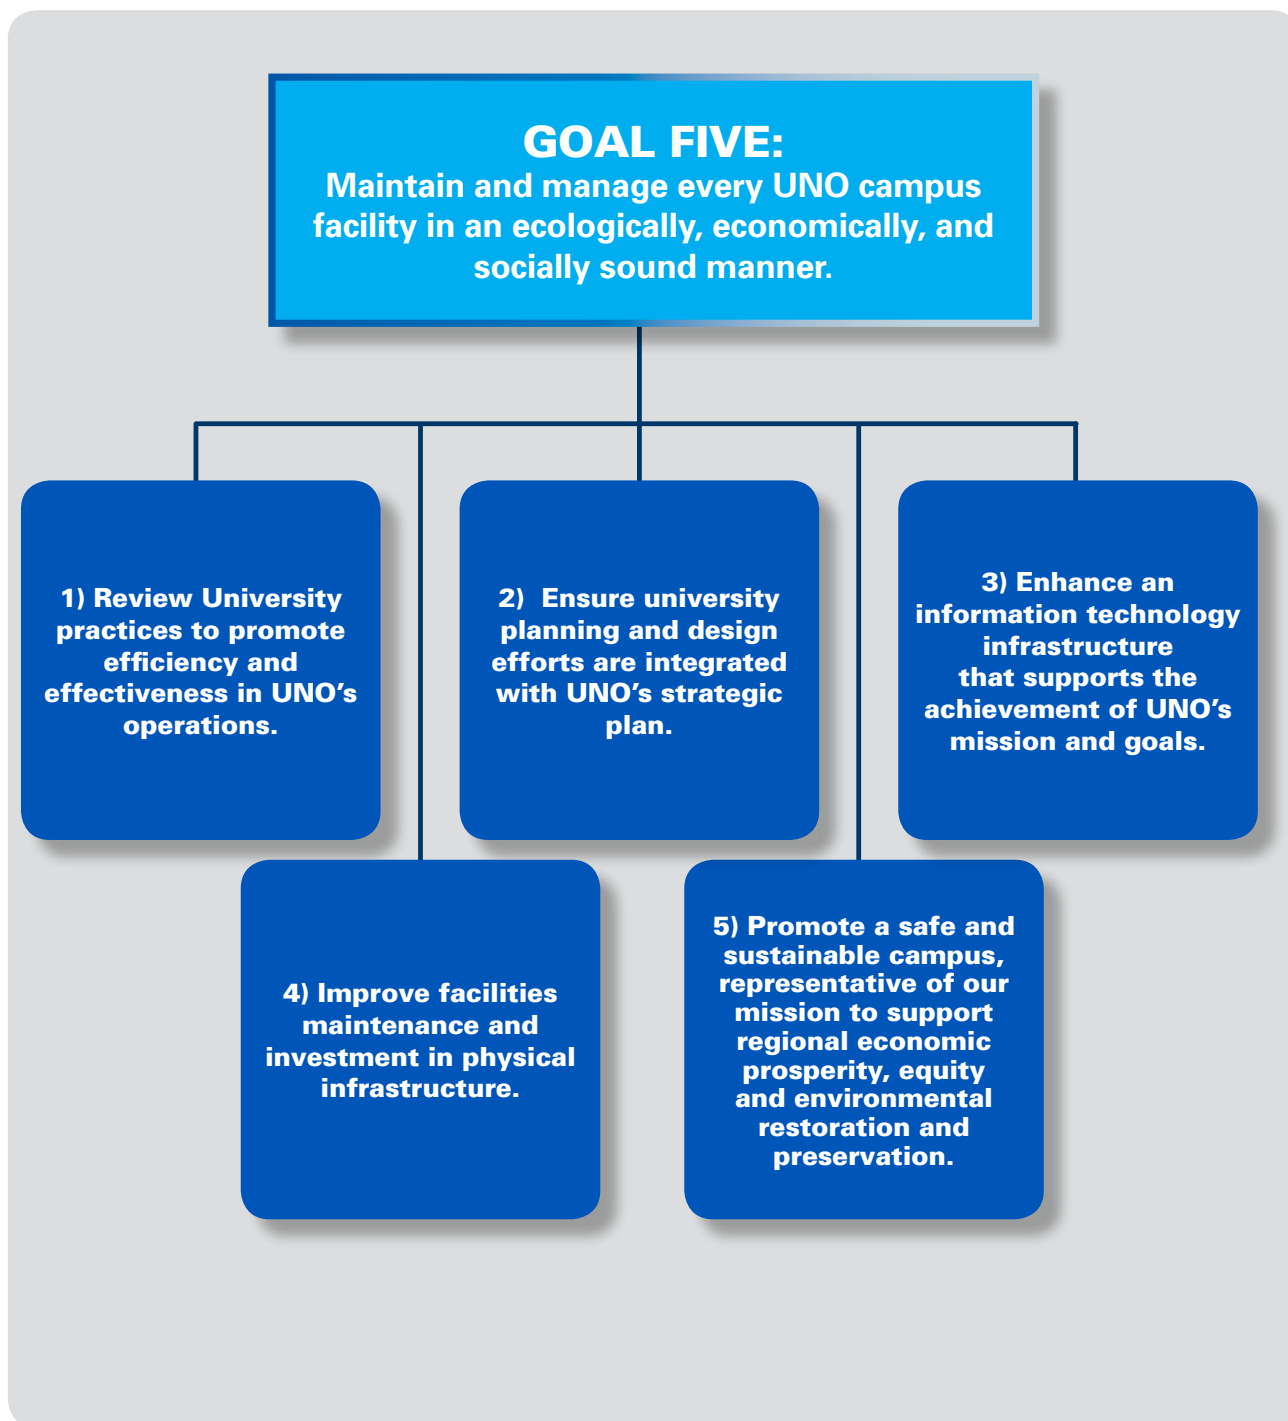 GOAL FIVE:
Maintain and manage every UNO campus
facility in an ecologically, economically, and
socially sound manner.
1) Review University
practices to promote
efficiency and
effectiveness in UNO’s
operations.
2)  Ensure university
planning and design
efforts are integrated
with UNO’s strategic
plan.
3) Enhance an
information technology
infrastructure
that supports the
achievement of UNO’s
mission and goals.
4) Improve facilities
maintenance and
investment in physical
infrastructure.
5) Promote a safe and
sustainable campus,
representative of our
mission to support
regional economic
prosperity, equity
and environmental
restoration and
preservation.